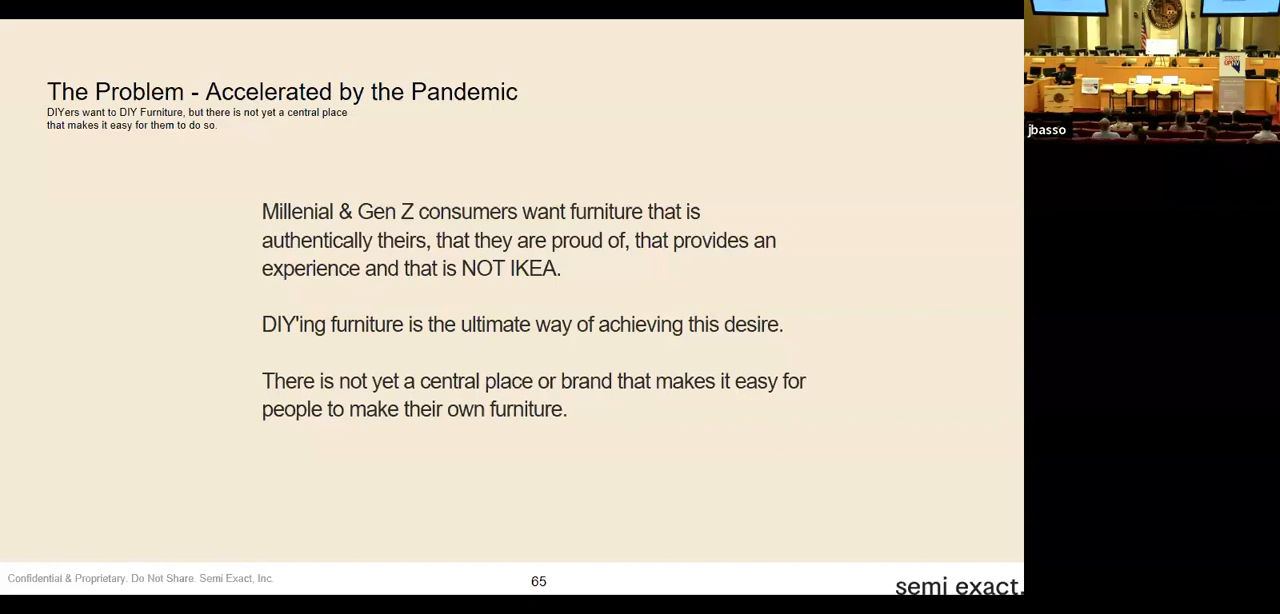 The Problem - Accelerated by the Pandemic
DIYers want to DIY Furniture, but there is not yet a central place
that makes it easy for them to do so.
Millenial & Gen Z consumers want furniture that is
authentically theirs, that they are proud of, that provides an
experience and that is NOT IKEA.
DIY'ing furniture is the ultimate way of achieving this desire.
There is not yet a central place or brand that makes it easy for
people to make their own furniture.
Confidential & Proprietary. Do Not Share. Semi Exact, Inc.
65
semi exact.
jbasso